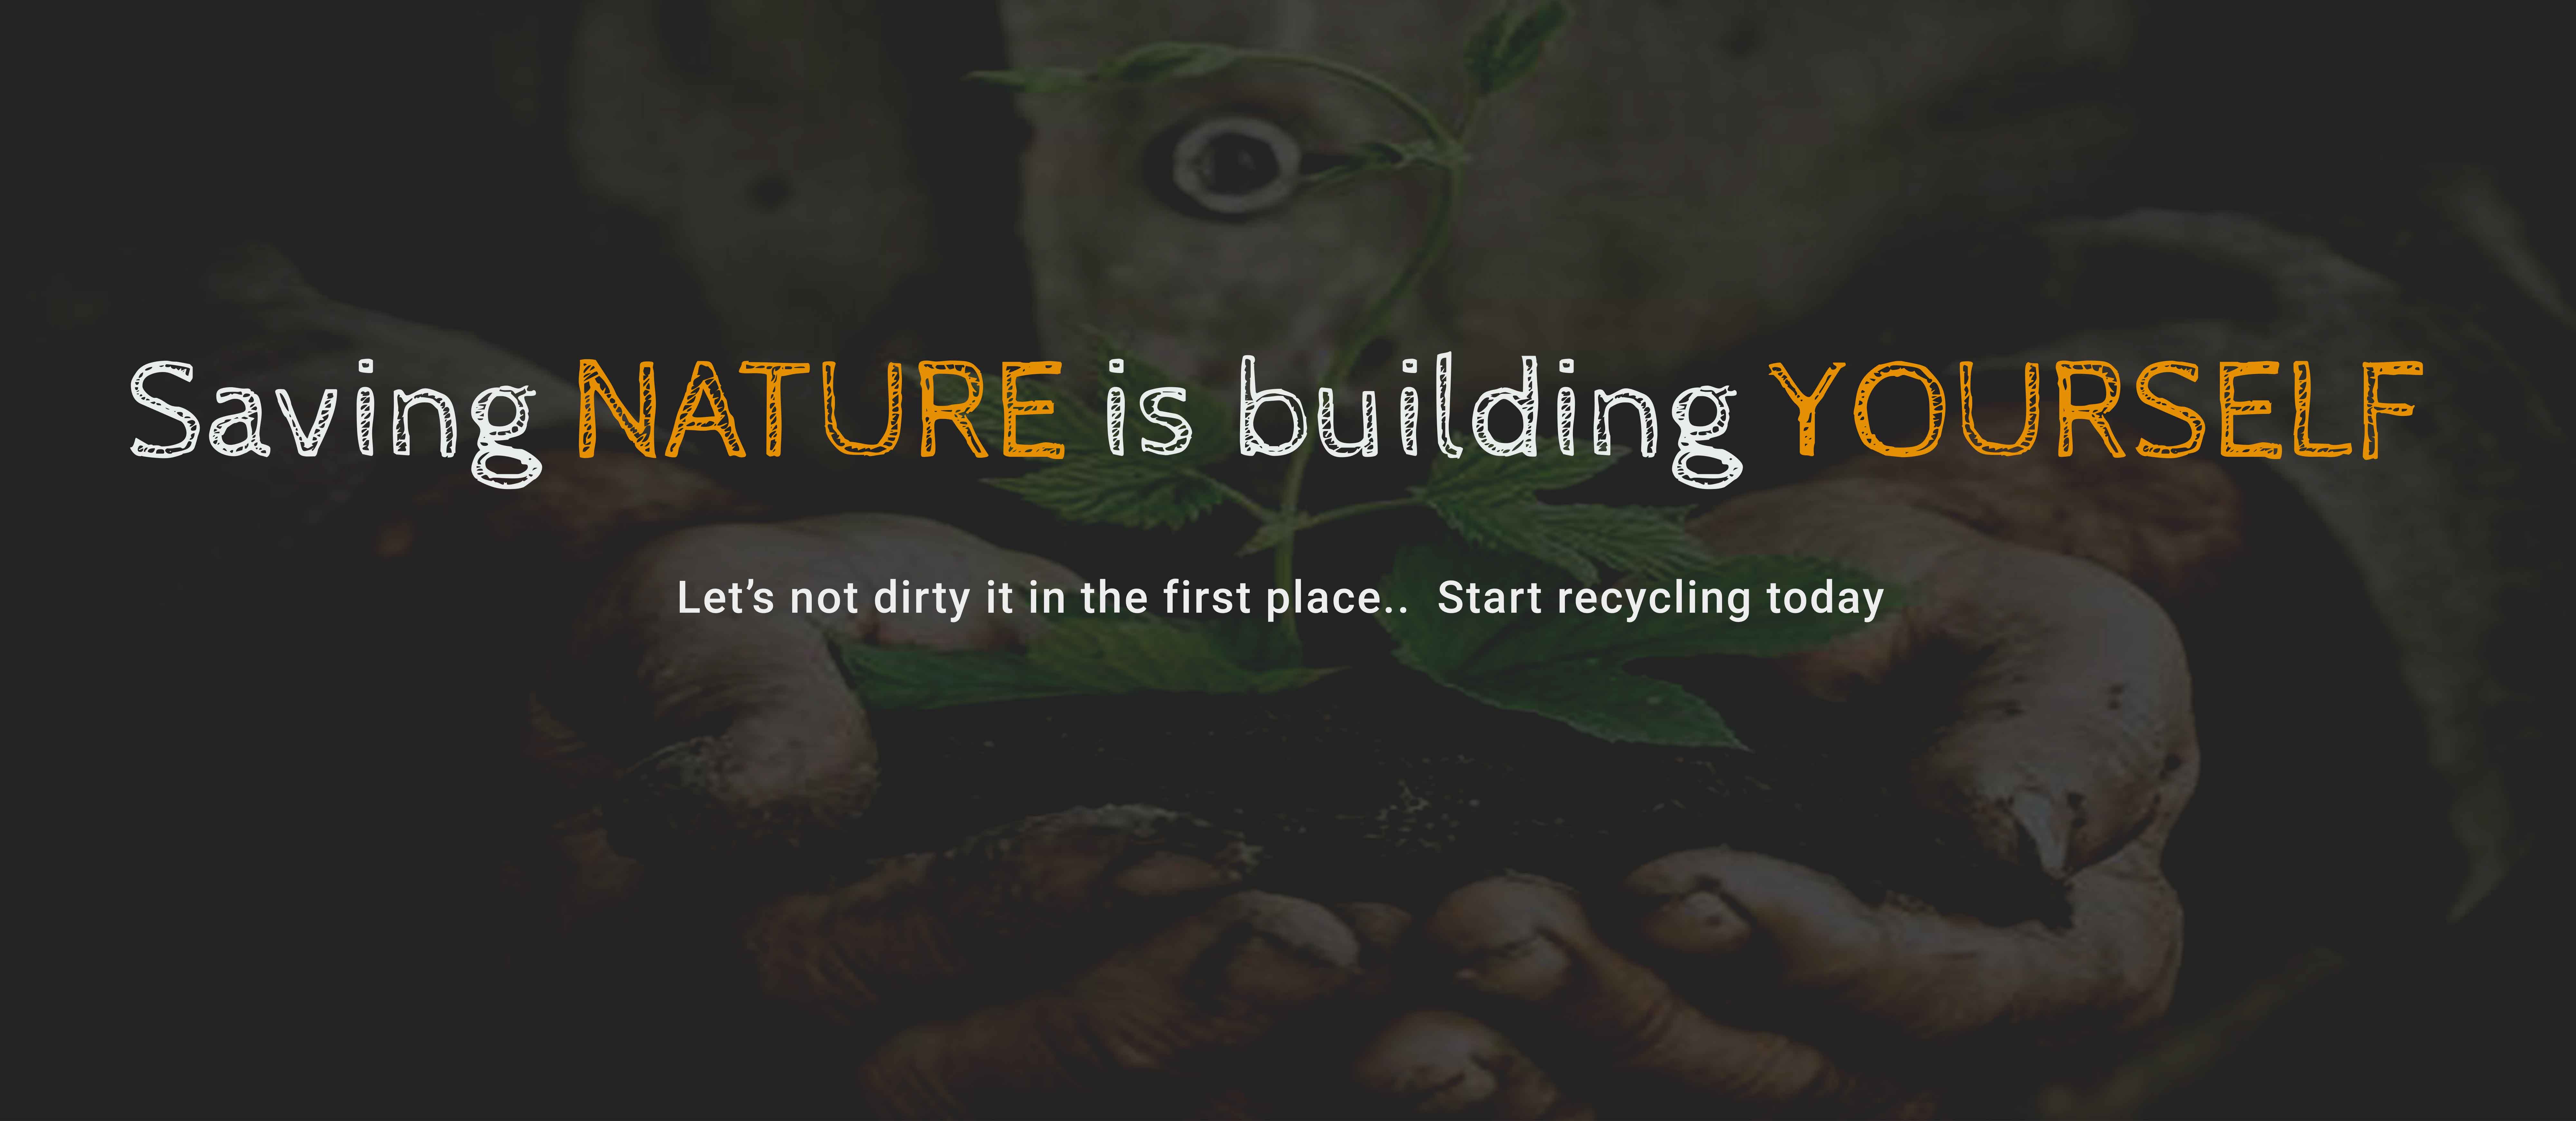 Saving NATURE is building YOURSELF
Let’s not dirty it in the first place..  Start recycling today